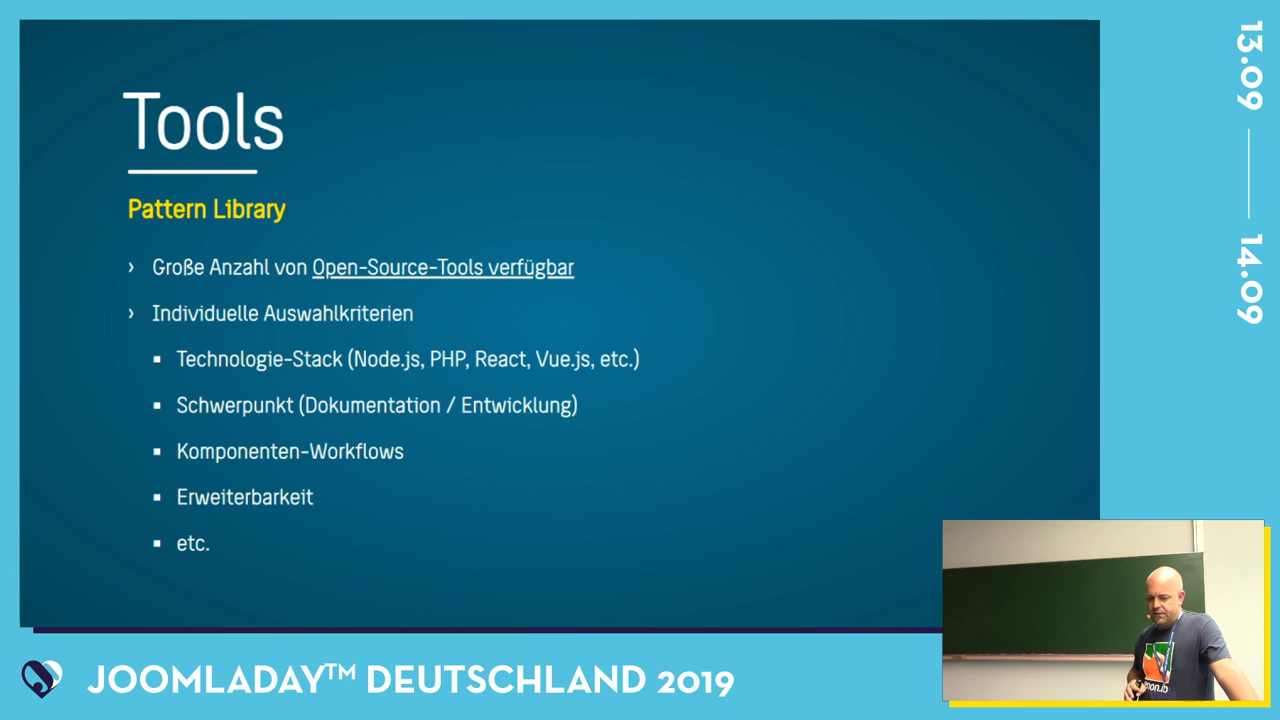 Tools
Pattern Library
› Große Anzahl von Open-Source-Tools verfügbar
› Individuelle Auswahlkriterien
▪ Technologie-Stack (Node.js, PHP, React, Vue.js, etc.)
▪ Schwerpunkt (Dokumentation / Entwicklung)
▪ Komponenten-Workflows
▪ Erweiterbarkeit
▪ etc.
13.09
14.09
JOOMLADAY™ DEUTSCHLAND 2019